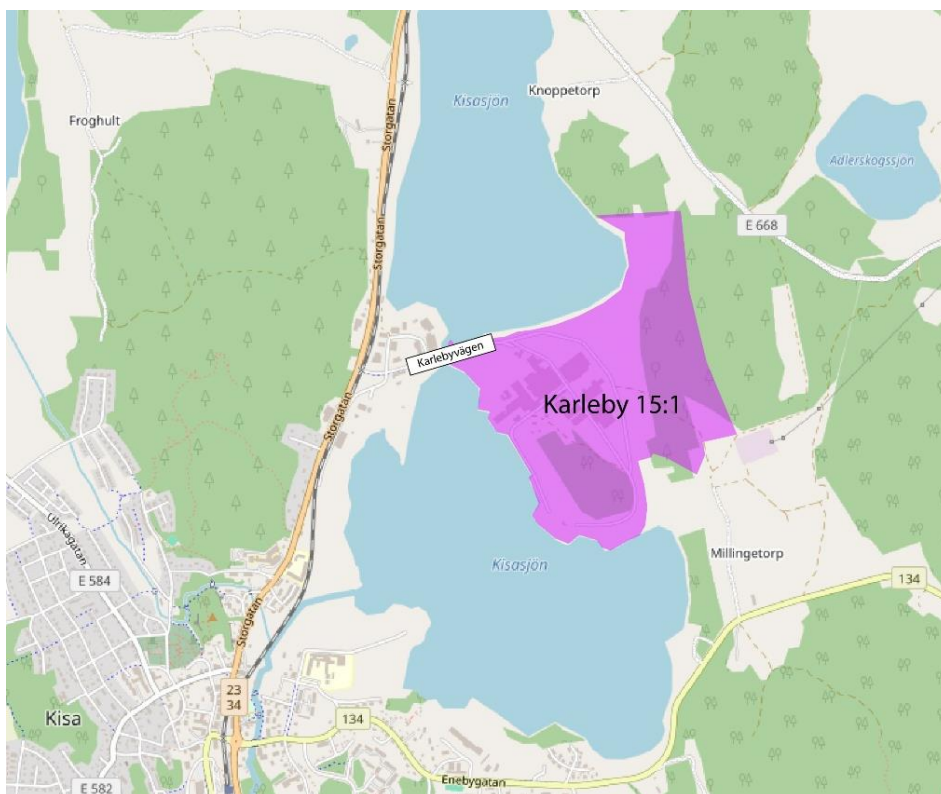 Kisasjön
Knoppetorp
Froghult
Storgatan
Adlerskogssjön
E 668
Storgatan
Karlebyvägen
Karleby 15:1
Storgatan
Ulrikagatan
Kisasjön
Millingetorp
E 584
134
Storgatan
23
34
Kisa
134
Enebygatan
E 582